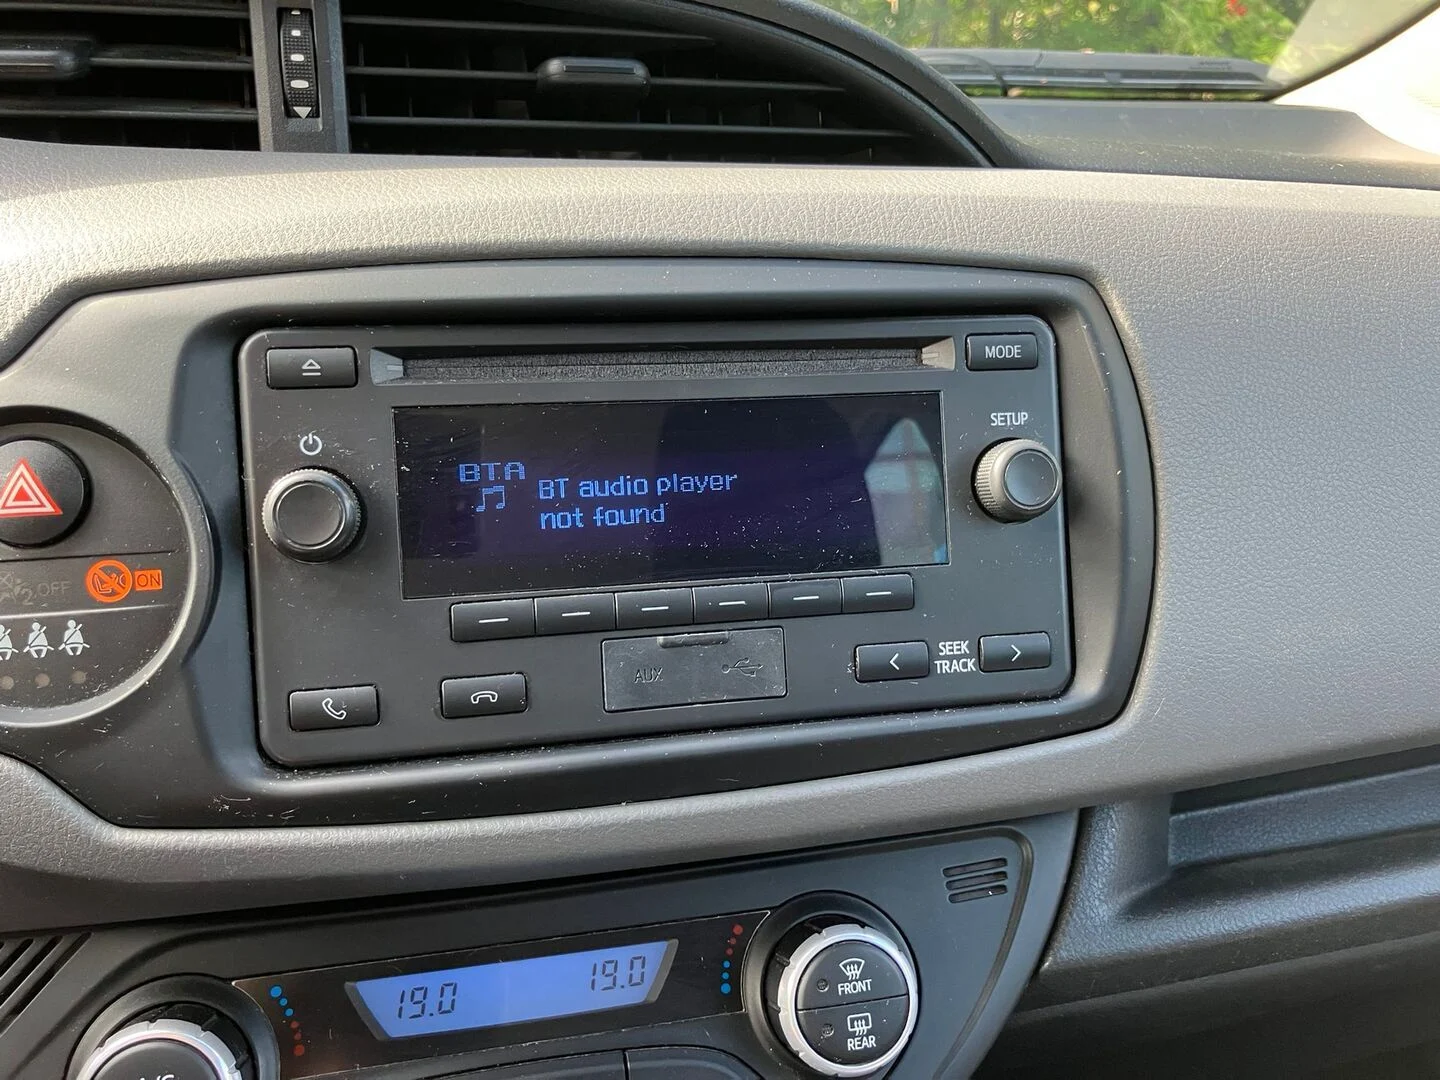 MODE
SETUP
BT.A
BT audio player
not found
2 OFF
ON
AUX
SEEK
TRACK
19.0
19.0
FRONT
REAR